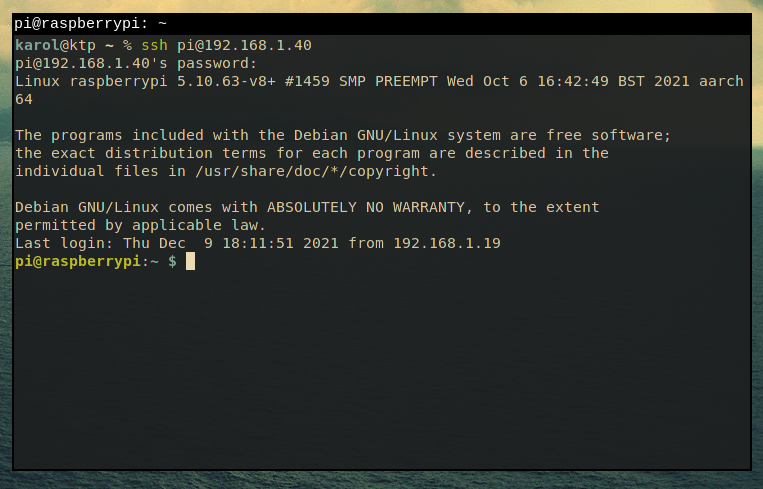 pi@raspberrypi: ~
karol@ktp ~ % ssh pi@192.168.1.40
pi@192.168.1.40's password:
Linux raspberrypi 5.10.63-v8+ #1459 SMP PREEMPT Wed Oct 6 16:42:49 BST 2021 aarch
64
The programs included with the Debian GNU/Linux system are free software;
the exact distribution terms for each program are described in the
individual files in /usr/share/doc/*/copyright.
Debian GNU/Linux comes with ABSOLUTELY NO WARRANTY, to the extent
permitted by applicable law.
Last login: Thu Dec  9 18:11:51 2021 from 192.168.1.19
pi@raspberrypi:~ $